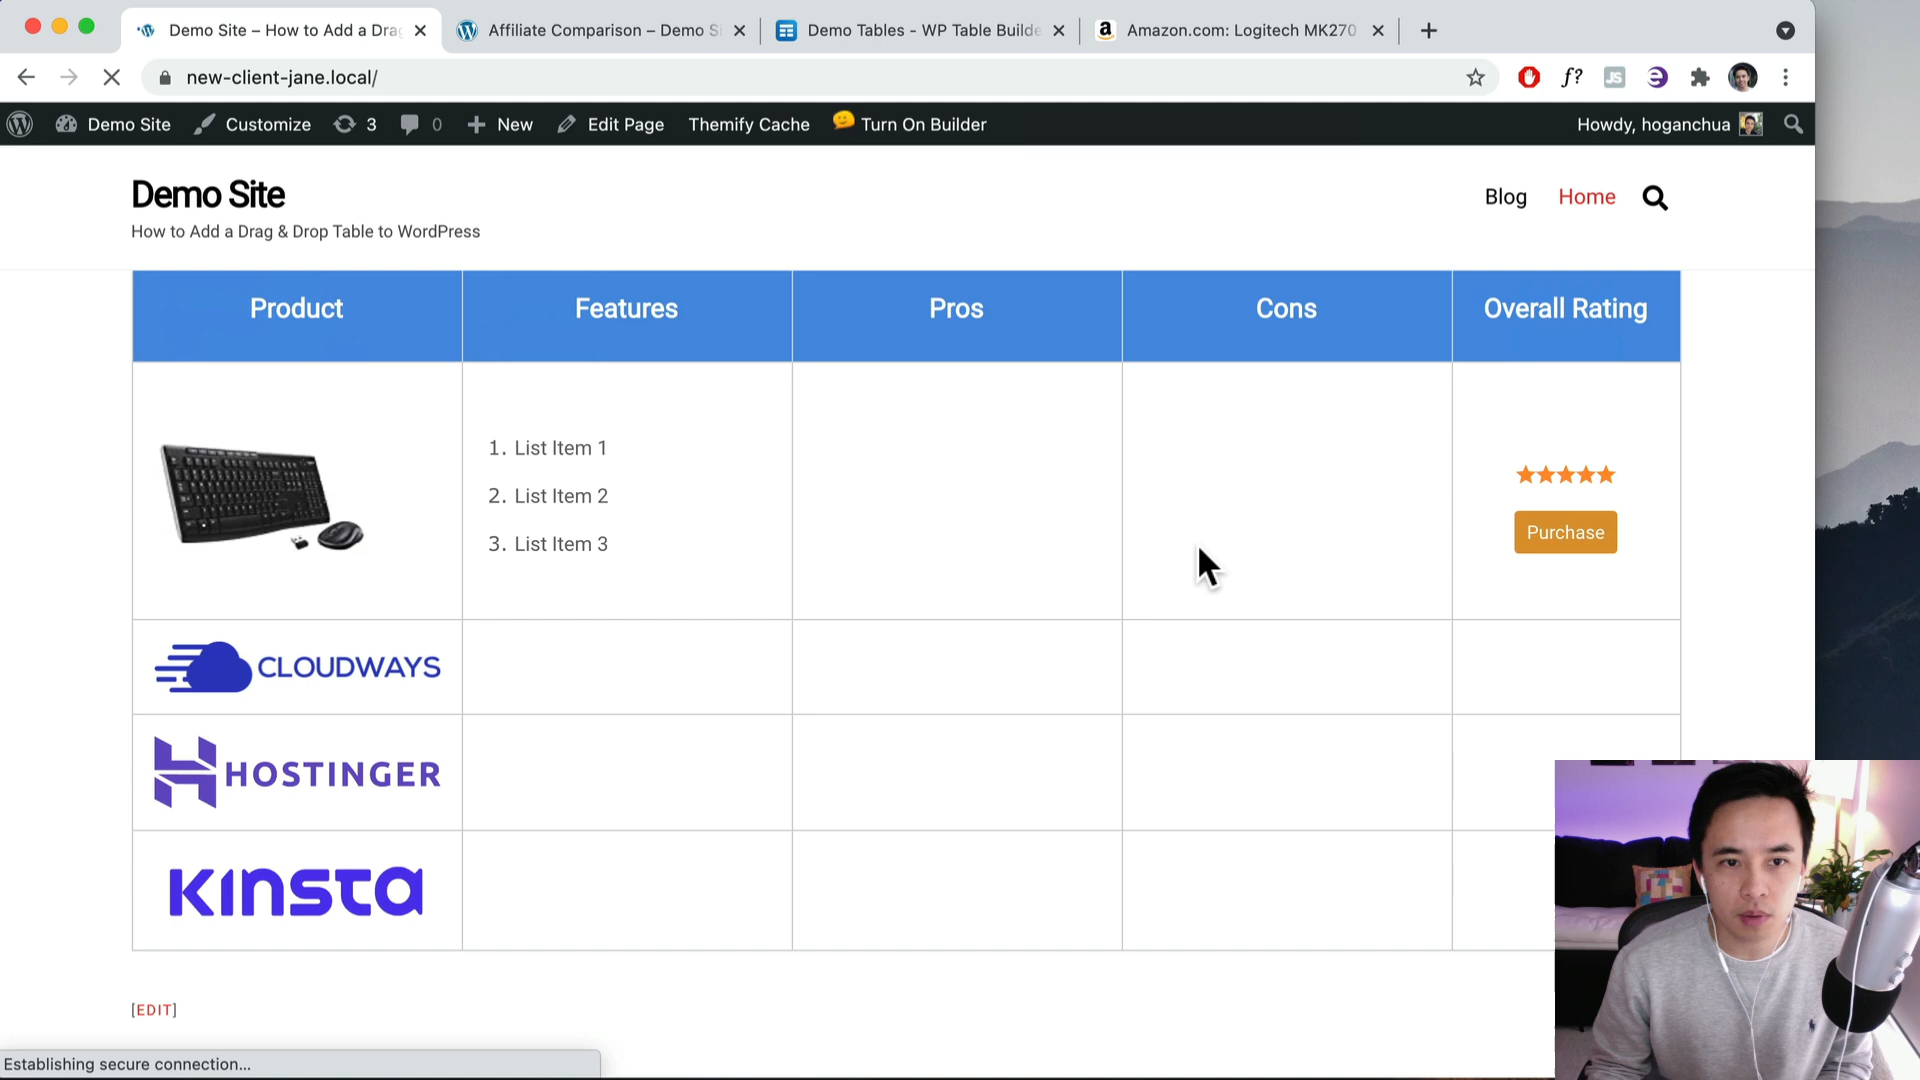 Demo Site – How to Add a Drag
Affiliate Comparison – Demo Si
Demo Tables - WP Table Builde
Amazon.com: Logitech MK270
new-client-jane.local/
f?
JS
Demo Site
Customize
3
0
New
Edit Page
Themify Cache
Turn On Builder
Howdy, hoganchua
Demo Site
How to Add a Drag & Drop Table to WordPress
Blog
Home
Product
Features
Pros
Cons
Overall Rating
1. List Item 1
2. List Item 2
3. List Item 3
Purchase
CLOUDWAYS
HOSTINGER
KINSTA
[EDIT]
Establishing secure connection...